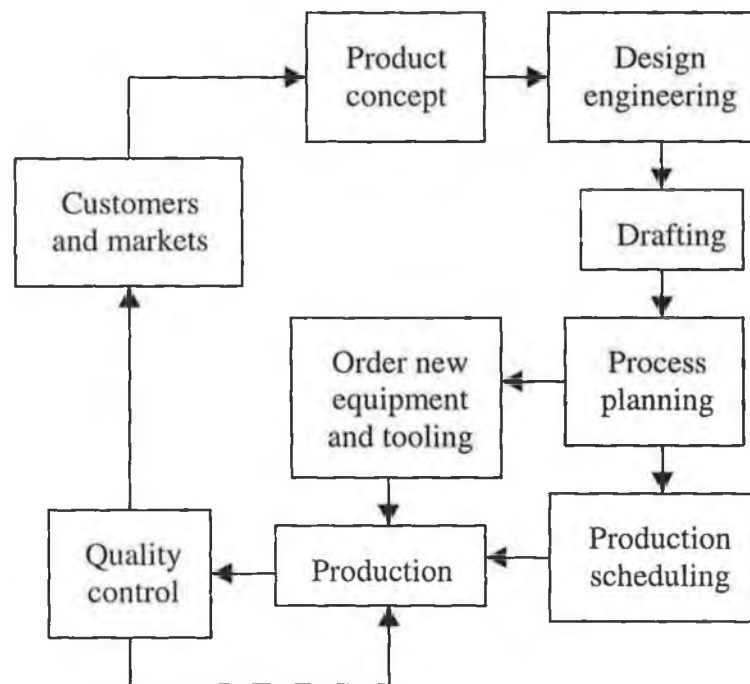 Product
concept
Design
engineering
Customers
and markets
Drafting
Order new
equipment
and tooling
Process
planning
Quality
control
Production
Production
scheduling